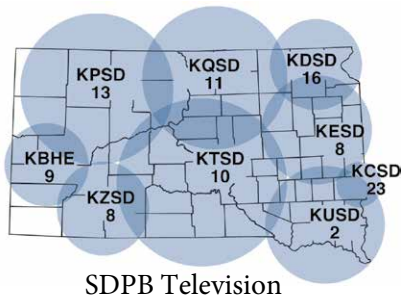 KPSD
13
KQSD
11
KDSD
16
KESD
8
KBHE
9
KTSD
10
KCSD
23
KZSD
8
KUSD
2
SDPB Television